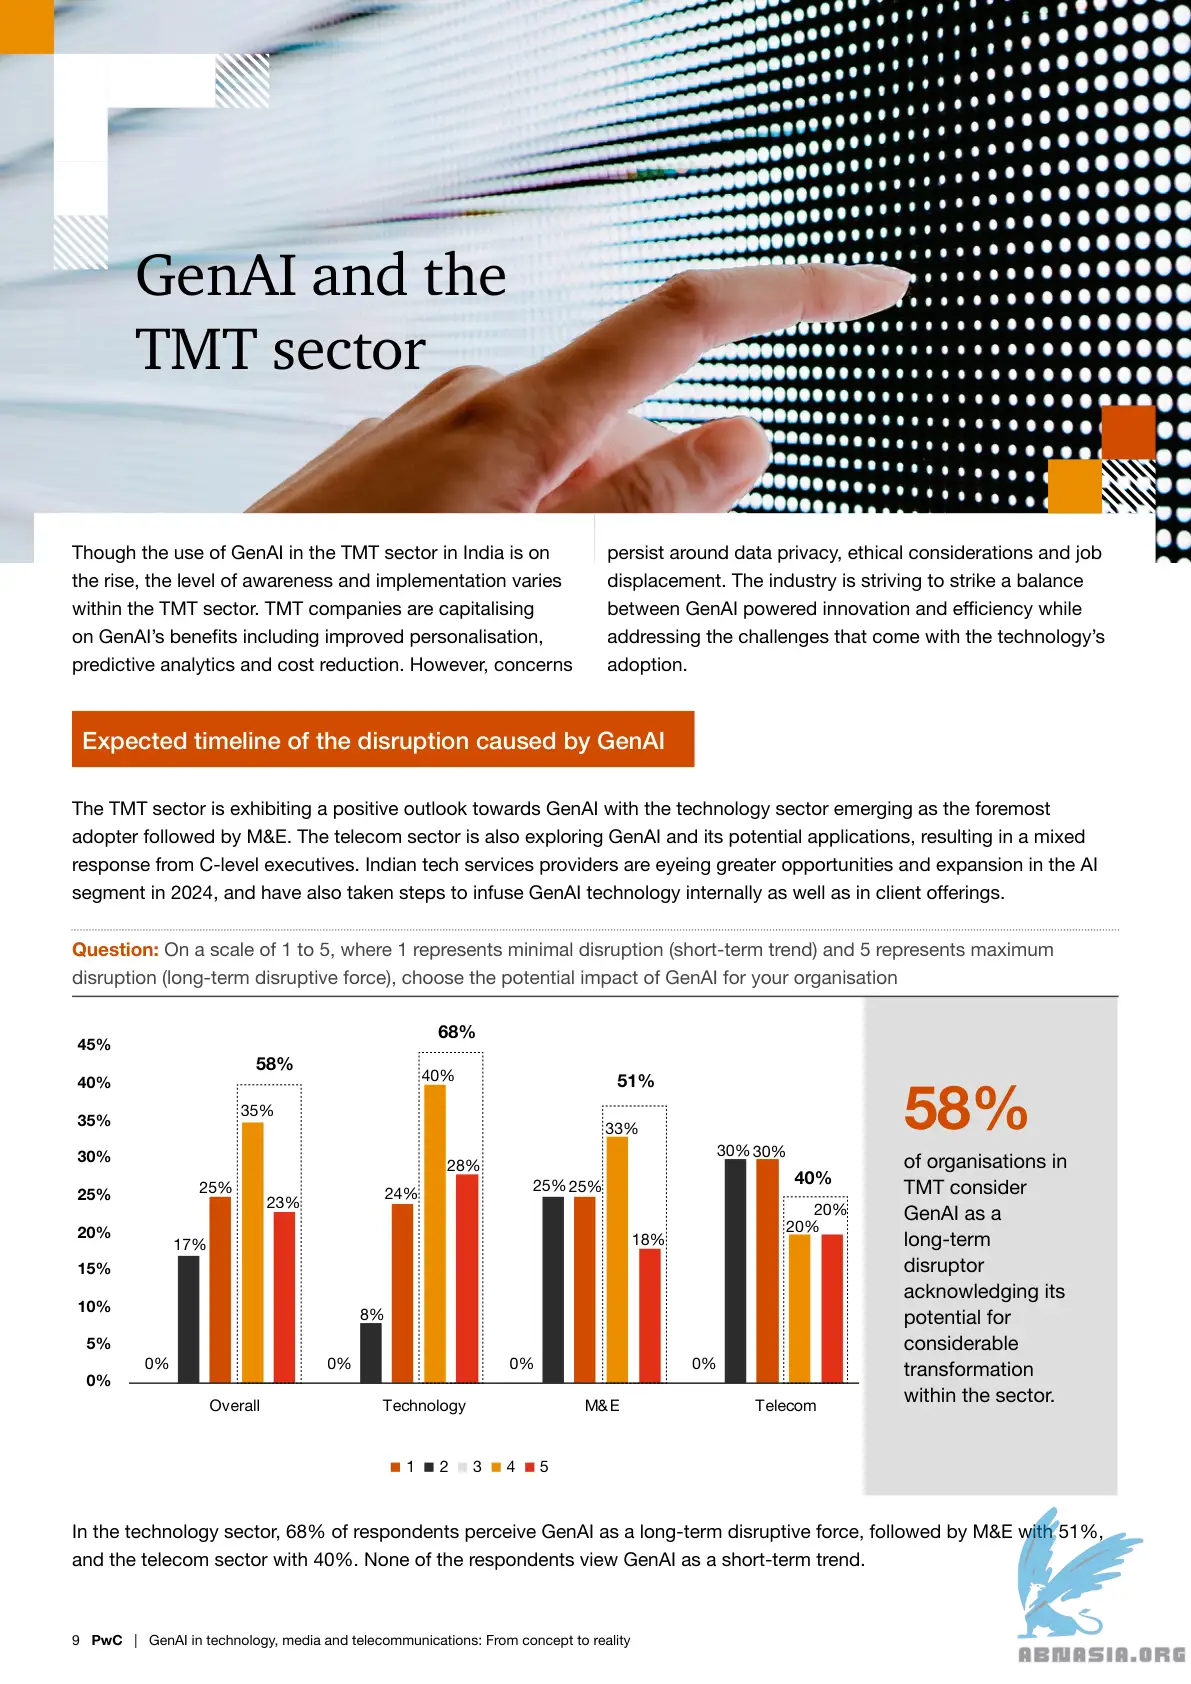 GenAI and the
TMT sector
Though the use of GenAI in the TMT sector in India is on
the rise, the level of awareness and implementation varies
within the TMT sector. TMT companies are capitalising
on GenAI’s benefits including improved personalisation,
predictive analytics and cost reduction. However, concerns
persist around data privacy, ethical considerations and job
displacement. The industry is striving to strike a balance
between GenAI powered innovation and efficiency while
addressing the challenges that come with the technology’s
adoption.
Expected timeline of the disruption caused by GenAI
The TMT sector is exhibiting a positive outlook towards GenAI with the technology sector emerging as the foremost
adopter followed by M&E. The telecom sector is also exploring GenAI and its potential applications, resulting in a mixed
response from C-level executives. Indian tech services providers are eyeing greater opportunities and expansion in the AI
segment in 2024, and have also taken steps to infuse GenAI technology internally as well as in client offerings.
Question: On a scale of 1 to 5, where 1 represents minimal disruption (short-term trend) and 5 represents maximum
disruption (long-term disruptive force), choose the potential impact of GenAI for your organisation
45%
40%
35%
30%
25%
20%
15%
10%
5%
0%
58%
0%
17%
25%
35%
23%
Overall
68%
0%
8%
24%
40%
28%
Technology
51%
0%
25%
25%
33%
18%
M&E
40%
0%
30%
30%
20%
20%
Telecom
1 2 3 4 5
58%
of organisations in
TMT consider
GenAI as a
long-term
disruptor
acknowledging its
potential for
considerable
transformation
within the sector.
In the technology sector, 68% of respondents perceive GenAI as a long-term disruptive force, followed by M&E with 51%,
and the telecom sector with 40%. None of the respondents view GenAI as a short-term trend.
9 PwC | GenAI in technology, media and telecommunications: From concept to reality
ABNASIA.ORG